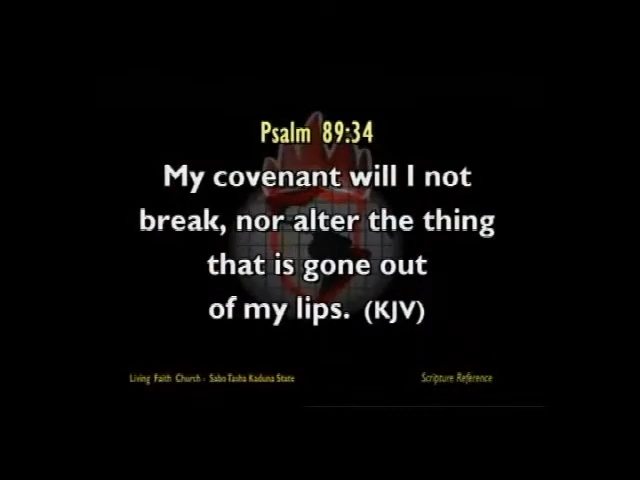 Psalm 89:34
My covenant will I not
break, nor alter the thing
that is gone out
of my lips. (KJV)
Living Faith Church - Sabo Tasha Kaduna State
Scripture Reference